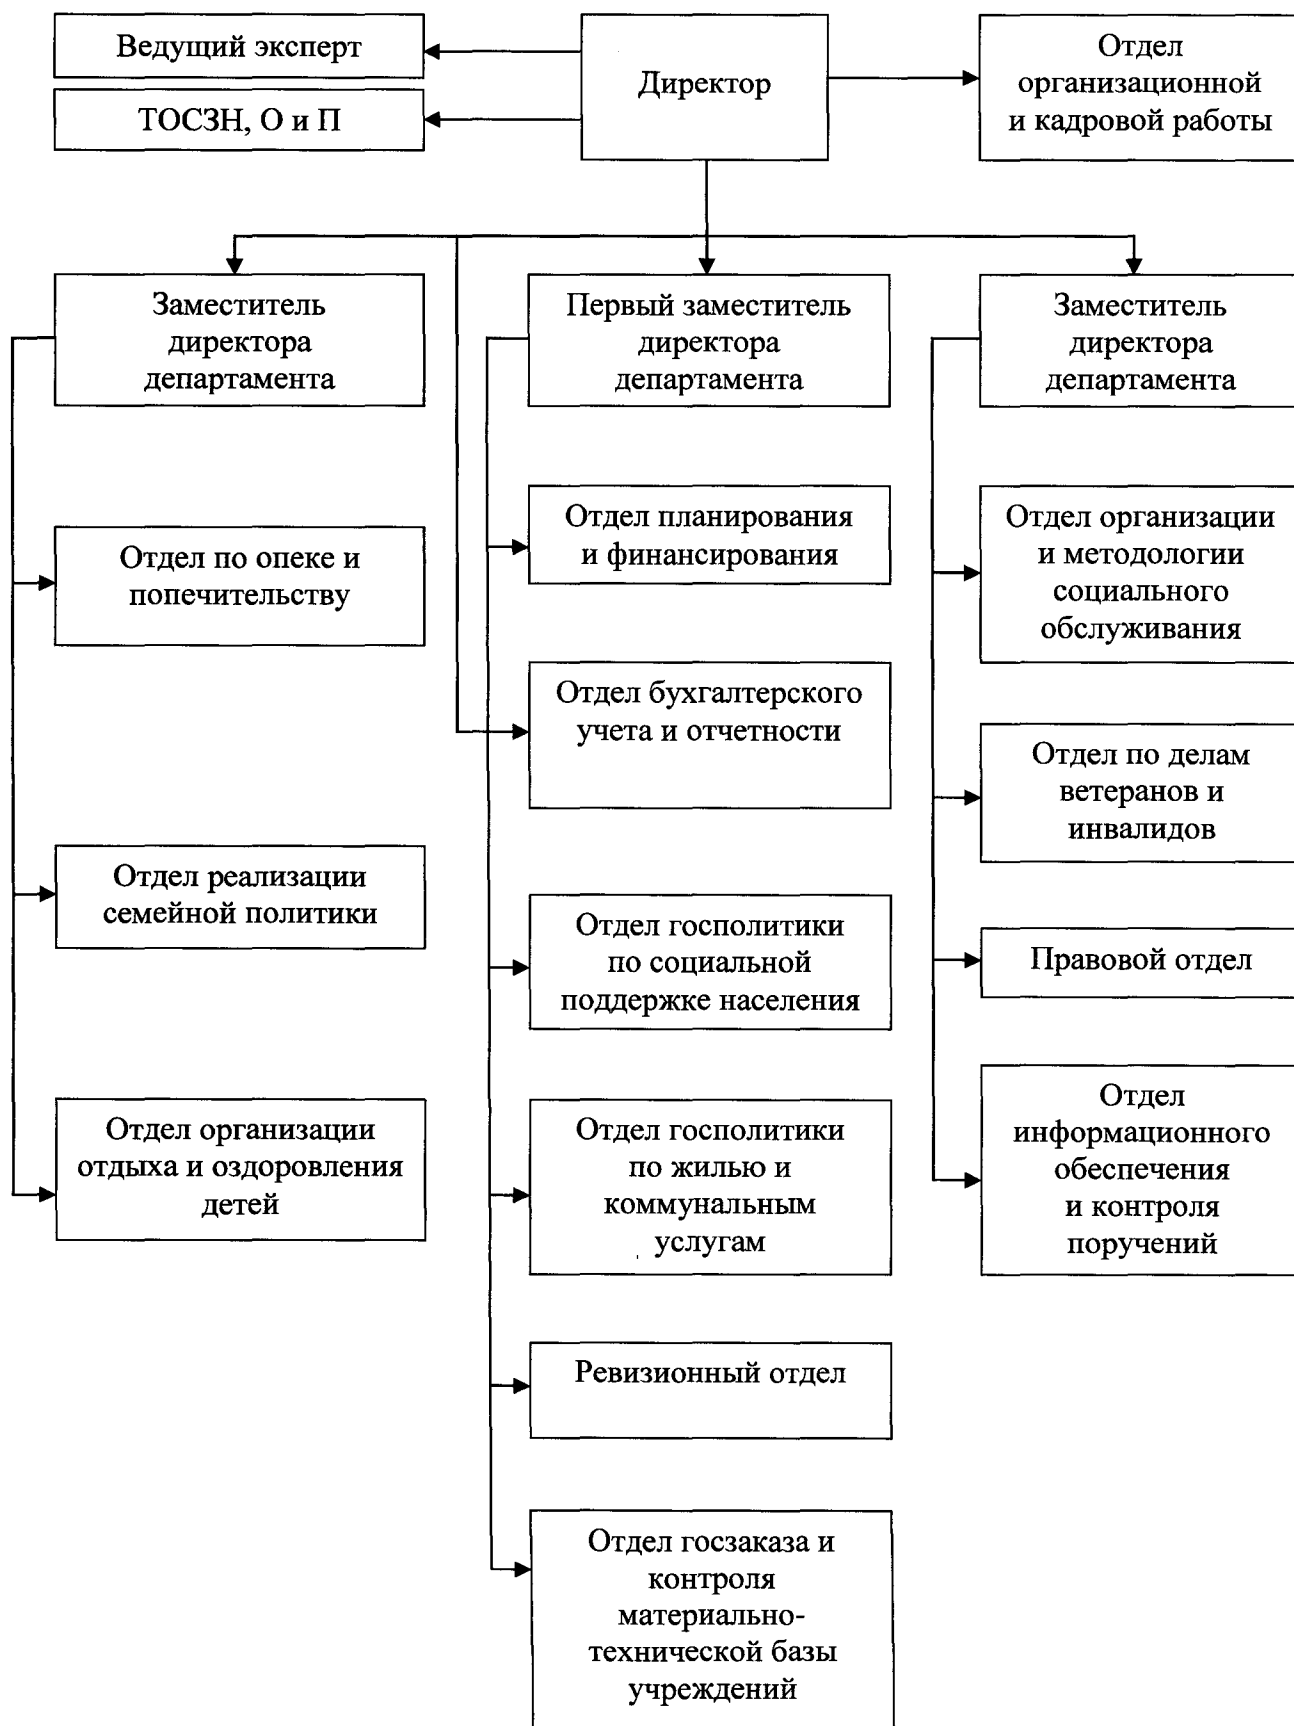 Ведущий эксперт
ТОСЗН, О и П
Директор
Отдел
организационной
и кадровой работы
Заместитель
директора
департамента
Первый заместитель
директора
департамента
Заместитель
директора
департамента
Отдел по опеке и
попечительству
Отдел реализации
семейной политики
Отдел организации
отдыха и оздоровления
детей
Отдел планирования
и финансирования
Отдел бухгалтерского
учета и отчетности
Отдел госполитики
по социальной
поддержке населения
Отдел госполитики
по жилью и
коммунальным
услугам
Ревизионный отдел
Отдел госзаказа и
контроля
материально-
технической базы
учреждений
Отдел организации
и методологии
социального
обслуживания
Отдел по делам
ветеранов и
инвалидов
Правовой отдел
Отдел
информационного
обеспечения
и контроля
поручений